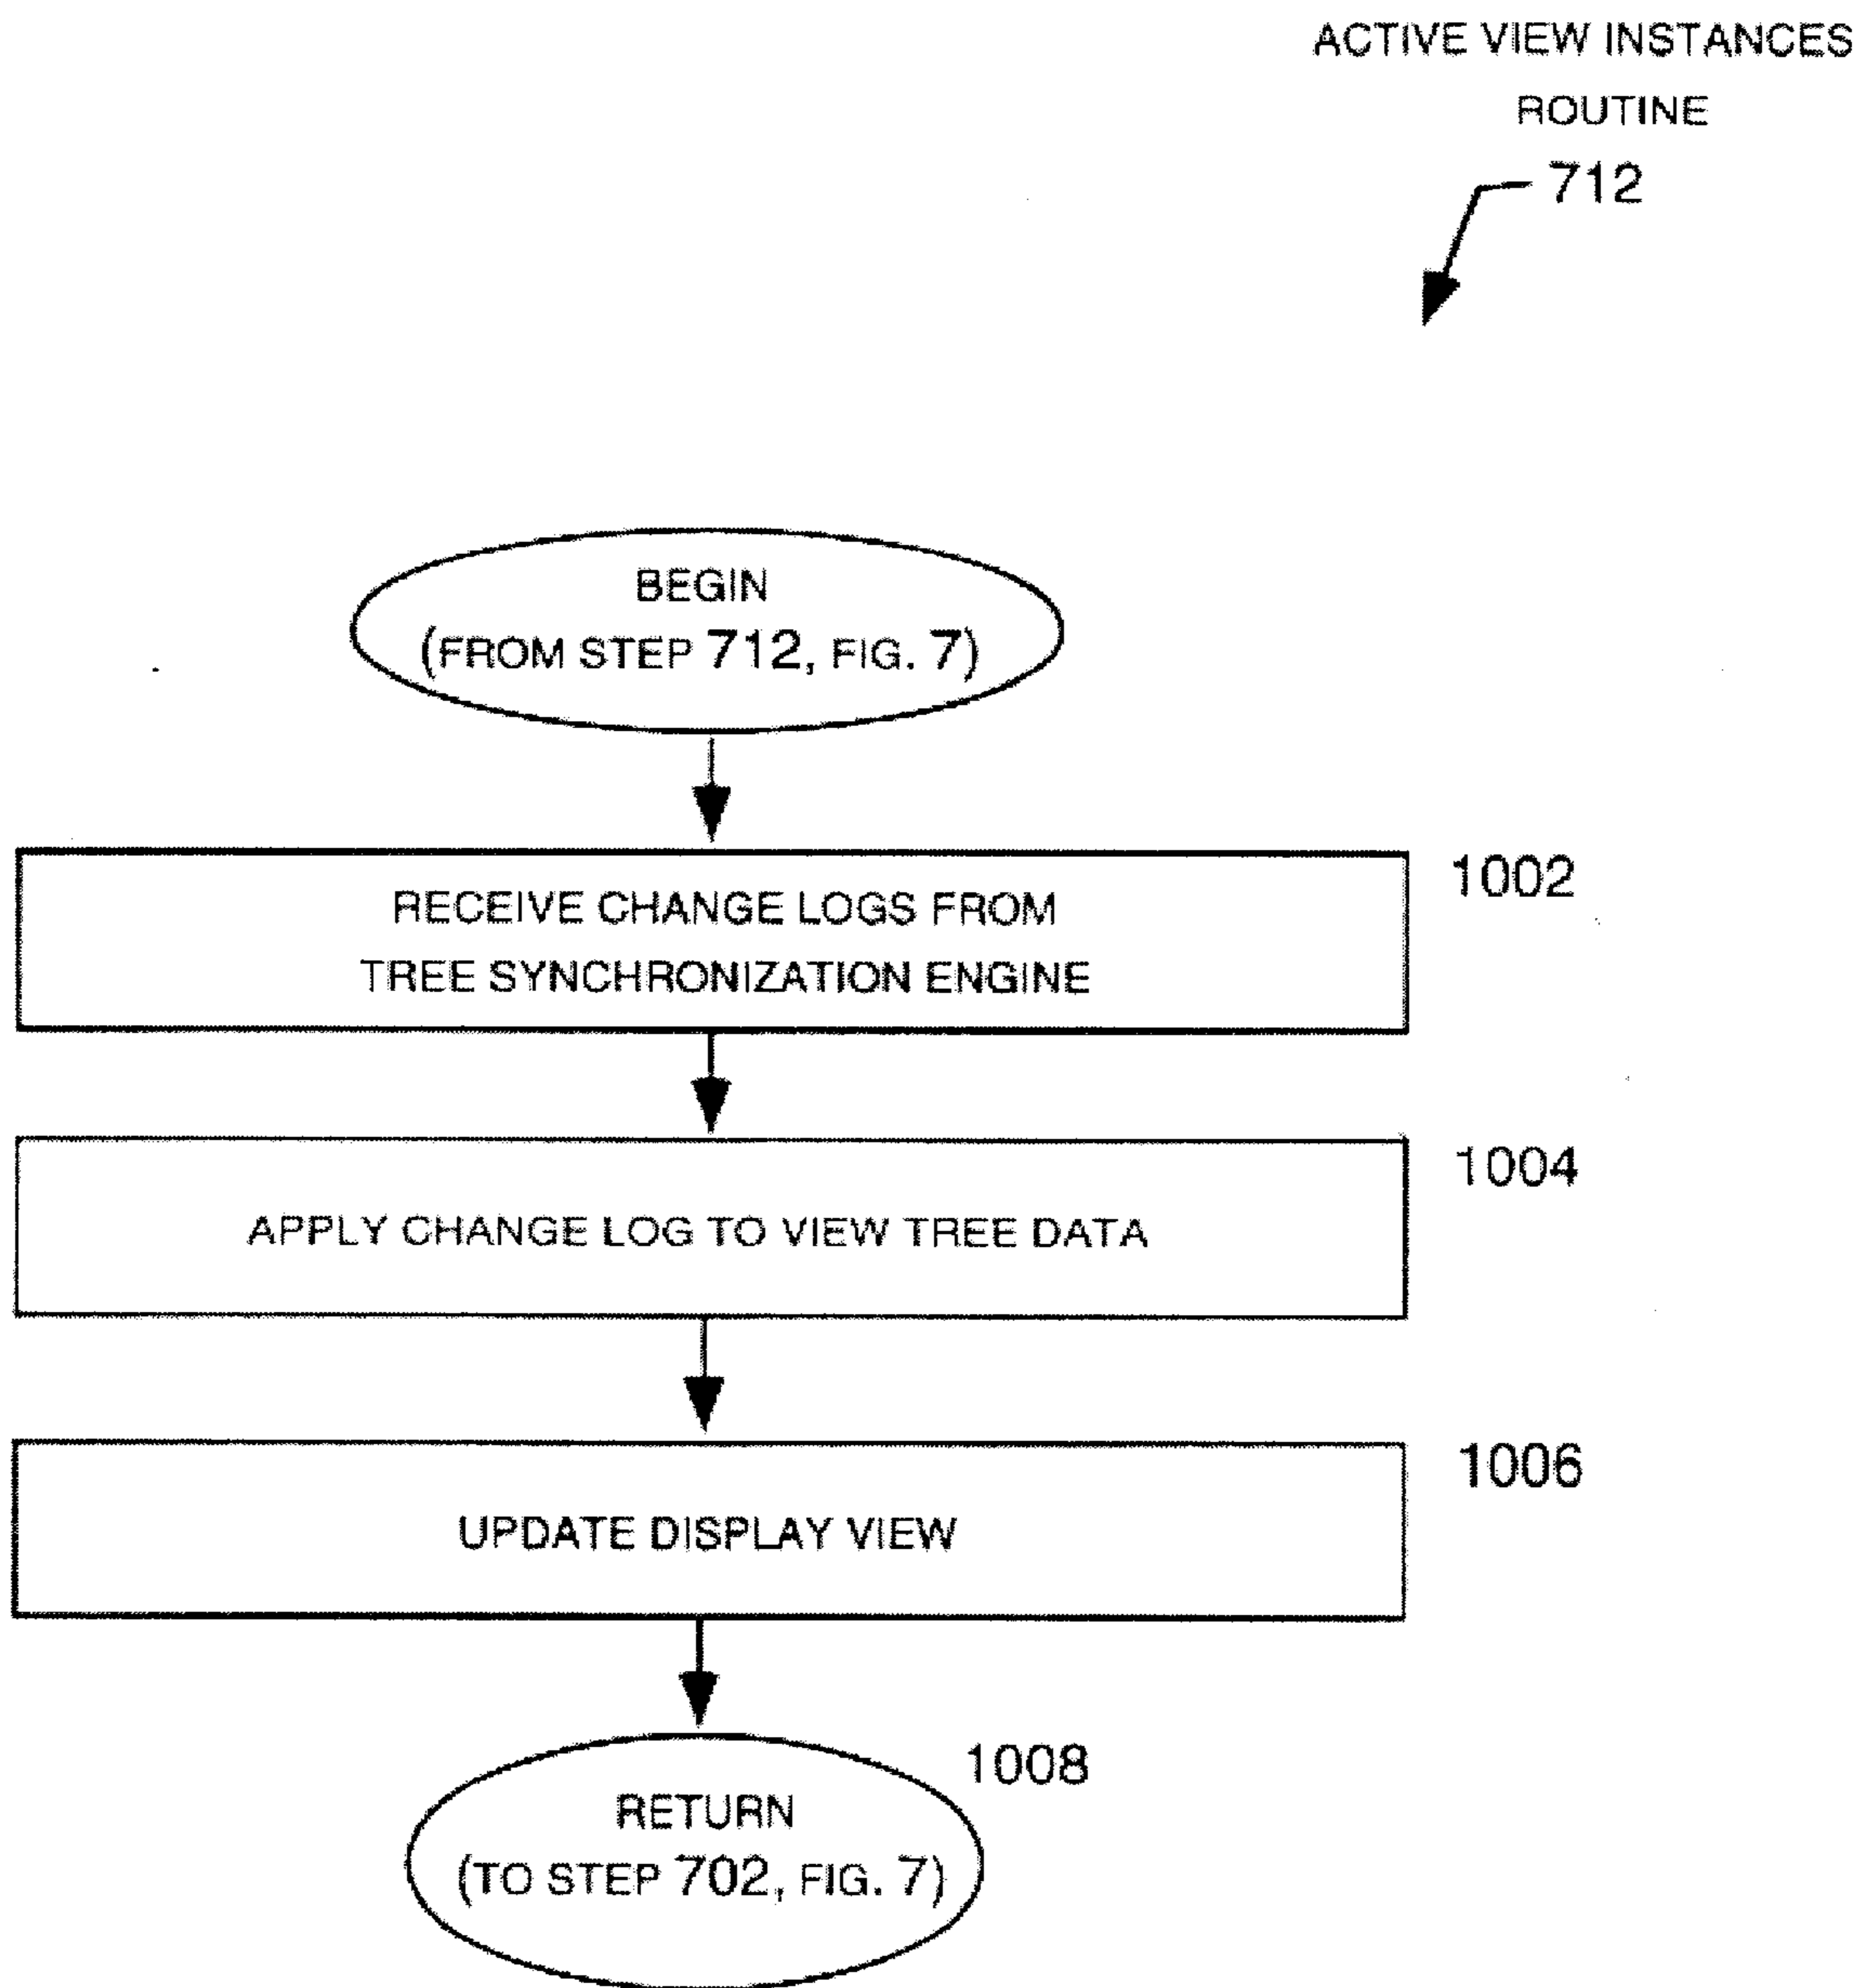 ACTIVE VIEW INSTANCES
ROUTINE
712
BEGIN
(FROM STEP 712, FIG. 7)
1002
RECEIVE CHANGE LOGS FROM
TREE SYNCHRONIZATION ENGINE
1004
APPLY CHANGE LOG TO VIEW TREE DATA
1006
UPDATE DISPLAY VIEW
1008
RETURN
(TO STEP 702, FIG. 7)